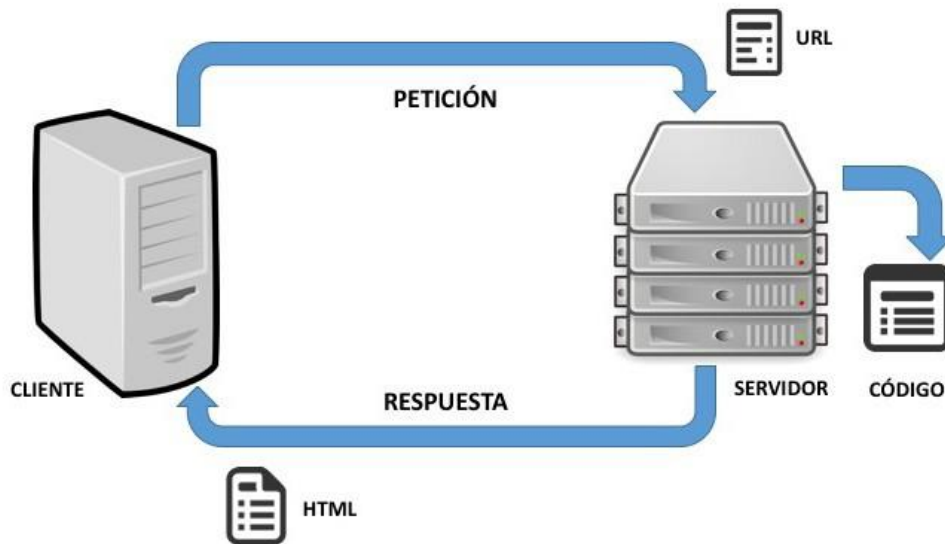 URL
PETICIÓN
CLIENTE
SERVIDOR
CÓDIGO
RESPUESTA
HTML